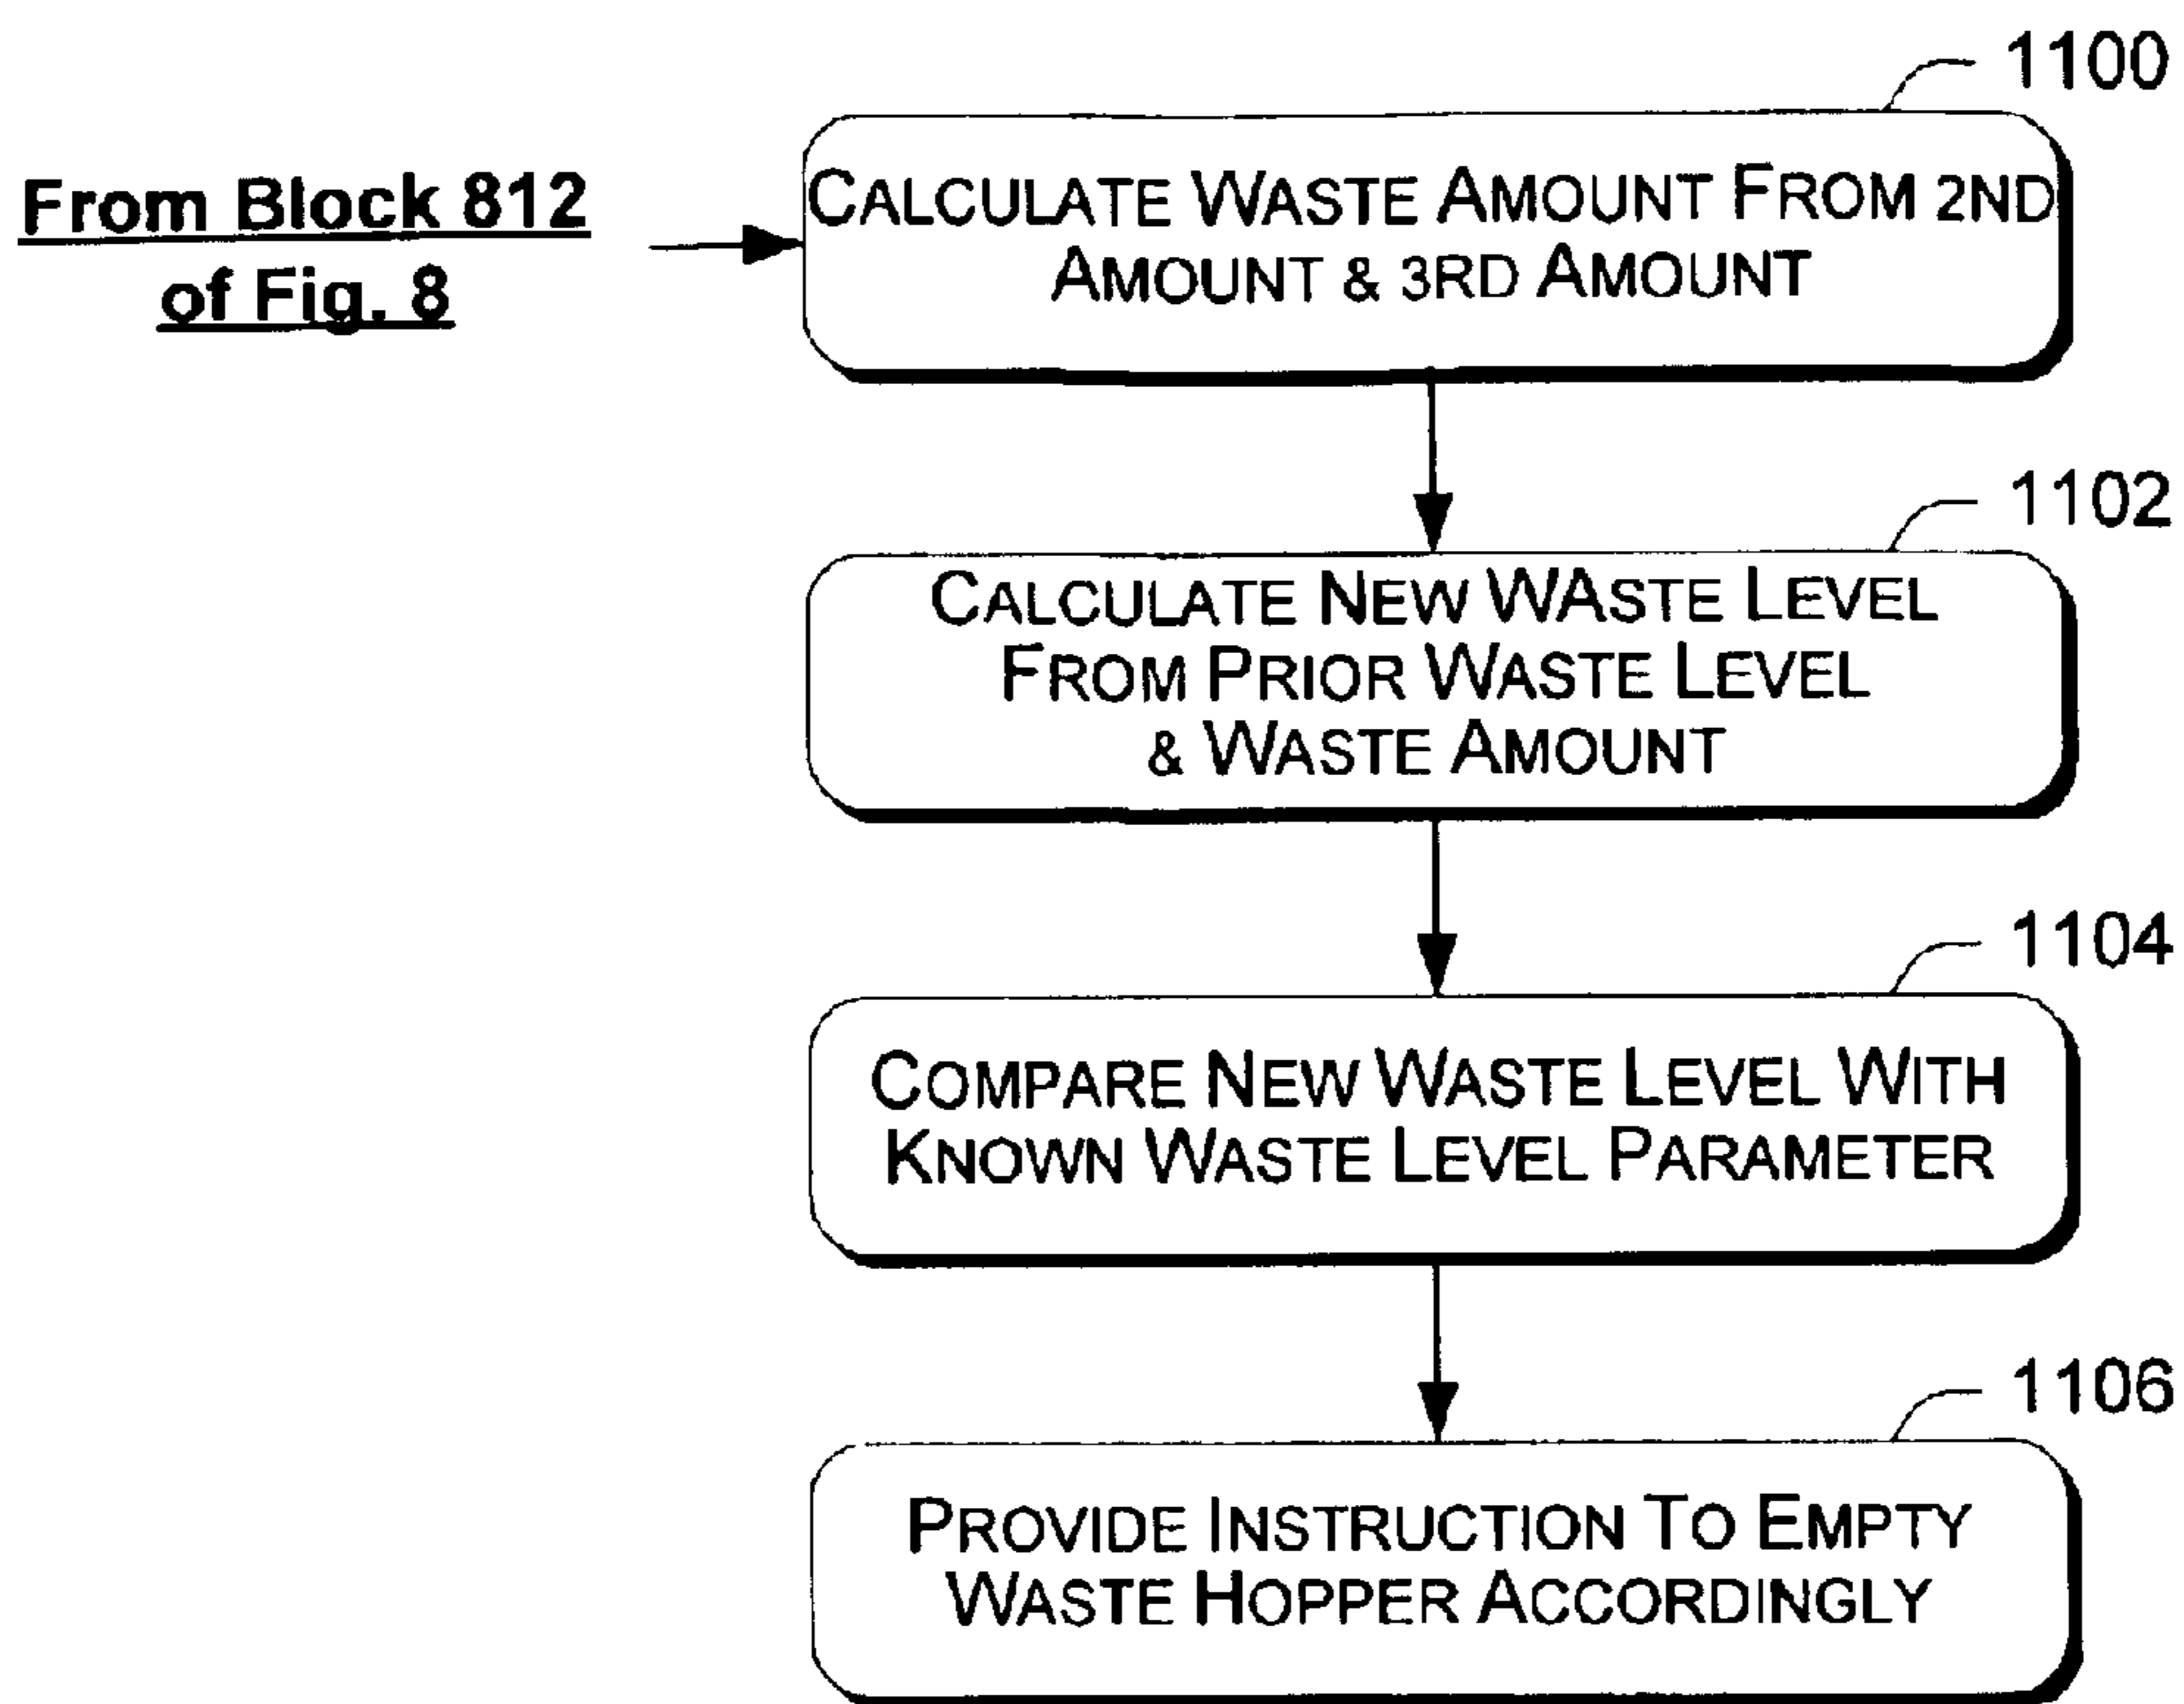 1100
From Block 812
of Fig. 8
CALCULATE WASTE AMOUNT FROM 2ND
AMOUNT & 3RD AMOUNT
1102
CALCULATE NEW WASTE LEVEL
FROM PRIOR WASTE LEVEL
& WASTE AMOUNT
1104
COMPARE NEW WASTE LEVEL WITH
KNOWN WASTE LEVEL PARAMETER
1106
PROVIDE INSTRUCTION TO EMPTY
WASTE HOPPER ACCORDINGLY